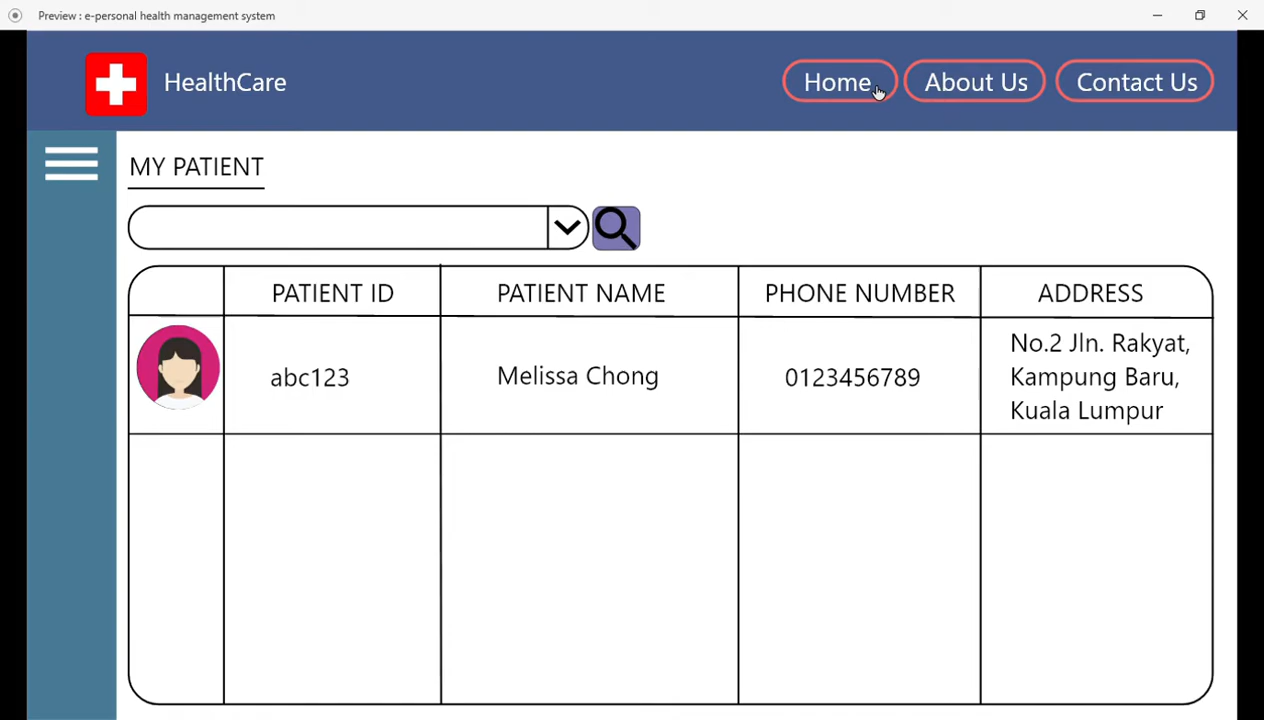 Preview : e-personal health management system
HealthCare
Home
About Us
Contact Us
MY PATIENT
PATIENT ID
PATIENT NAME
PHONE NUMBER
ADDRESS
abc123
Melissa Chong
0123456789
No.2 Jln. Rakyat,
Kampung Baru,
Kuala Lumpur